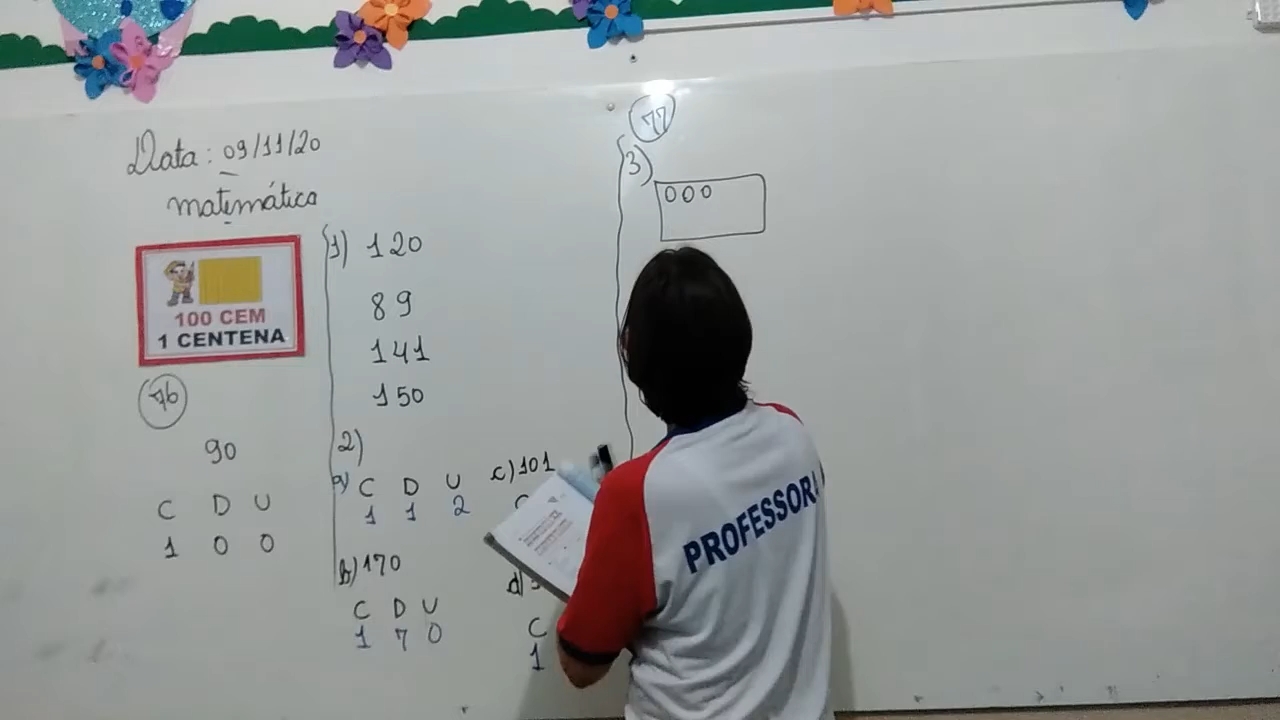 Data: 09/11/20
matemática
100 CEM
1 CENTENA
76
90
C D U
1 0 0
1) 120
89
141
150
2)
a) C D U
1 1 2
b) 170
C D U
1 7 0
c) 101
C
d)
C
1
77
3)
000
PROFESSORA